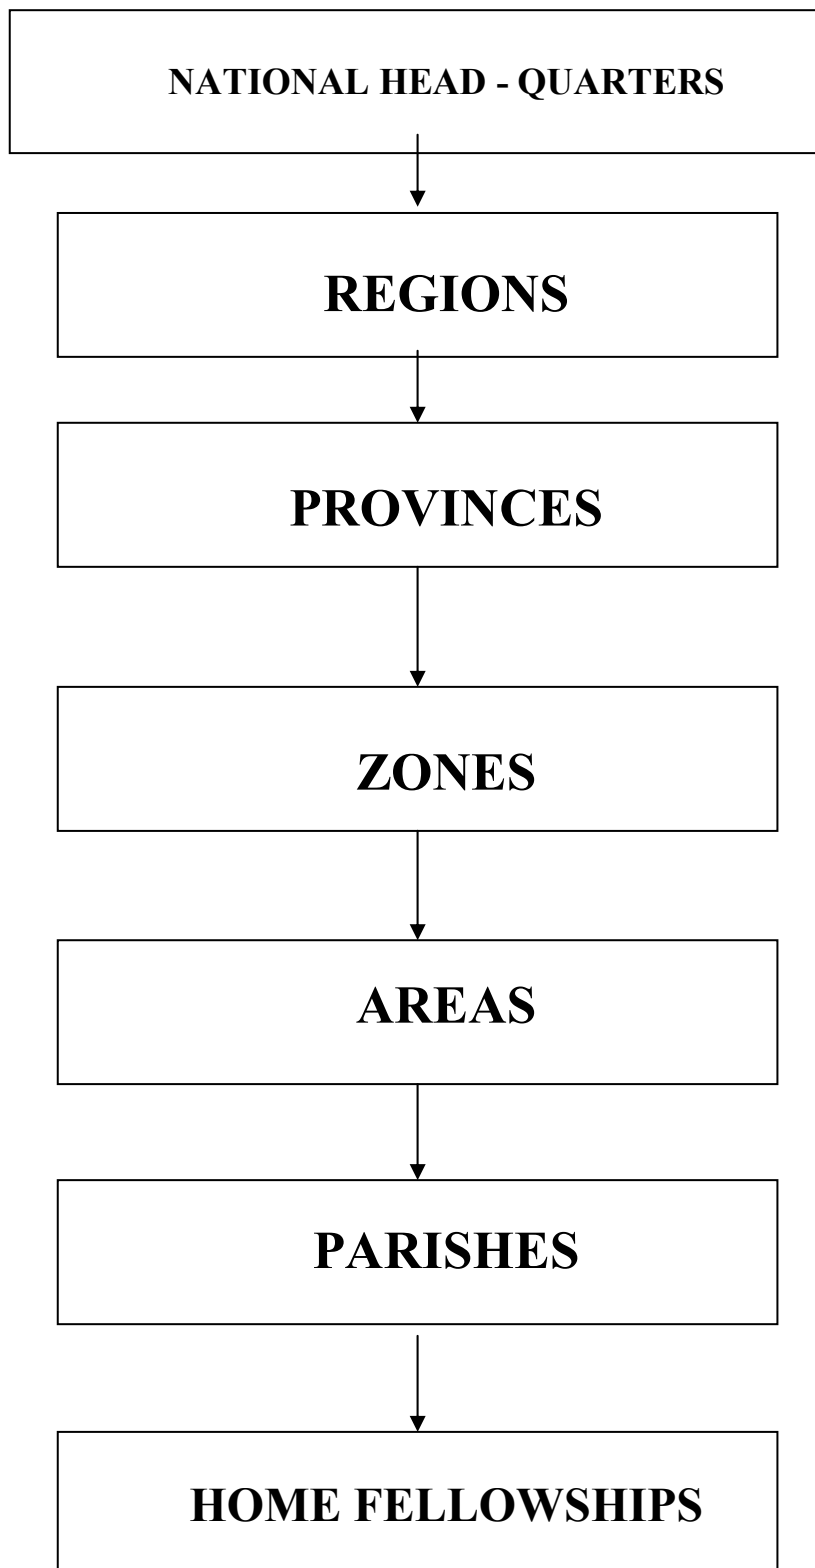 NATIONAL HEAD - QUARTERS
REGIONS
PROVINCES
ZONES
AREAS
PARISHES
HOME FELLOWSHIPS